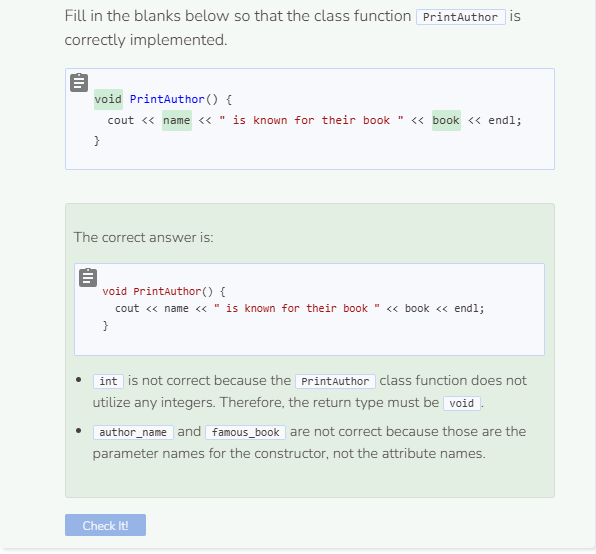 Fill in the blanks below so that the class function PrintAuthor is
correctly implemented.
void PrintAuthor() {
cout << name << " is known for their book " << book << endl;
}
The correct answer is:
void PrintAuthor() {
cout << name << " is known for their book " << book << endl;
}
• int is not correct because the PrintAuthor class function does not
utilize any integers. Therefore, the return type must be void.
• author_name and famous_book are not correct because those are the
parameter names for the constructor, not the attribute names.
Check It!